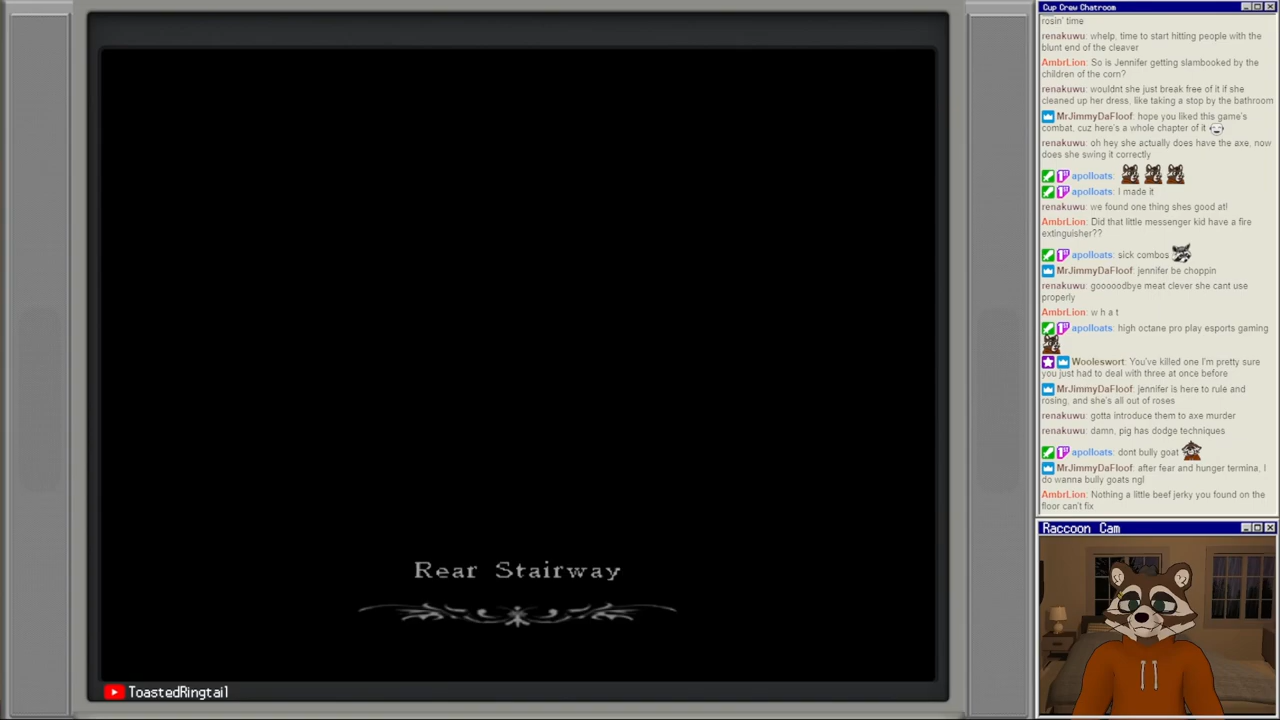 Cup Crew Chatroom
rosin' time
renakuwu: whelp, time to start hitting people with the
blunt end of the cleaver
AmbrLion: So is Jennifer getting slambooked by the
children of the corn?
renakuwu: wouldnt she just break free of it if she
cleaned up her dress, like taking a stop by the bathroom
MrJimmyDaFloof: hope you liked this game's
combat, cuz here's a whole chapter of it
renakuwu: oh hey she actually does have the axe, now
does she swing it correctly
apolloats:
apolloats: I made it
renakuwu: we found one thing shes good at!
AmbrLion: Did that little messenger kid have a fire
extinguisher??
apolloats: sick combos
MrJimmyDaFloof: jennifer be choppin
renakuwu: gooooodbye meat clever she cant use
properly
AmbrLion: w h a t
apolloats: high octane pro play esports gaming
Wooleswort: You've killed one I'm pretty sure
you just had to deal with three at once before
MrJimmyDaFloof: jennifer is here to rule and
rosing, and she's all out of roses
renakuwu: gotta introduce them to axe murder
renakuwu: damn, pig has dodge techniques
apolloats: dont bully goat
MrJimmyDaFloof: after fear and hunger termina, I
do wanna bully goats ngl
AmbrLion: Nothing a little beef jerky you found on the
floor can't fix
Raccoon Cam
Rear Stairway
ToastedRingtail